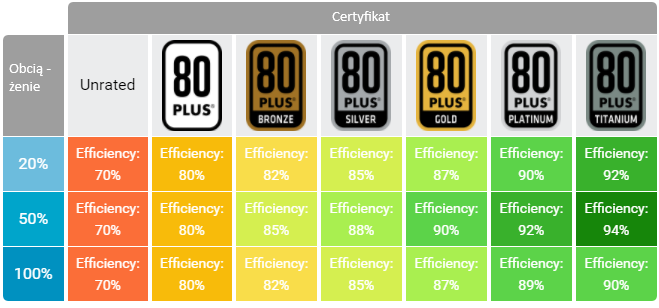 Certyfikat
Obcią -
żenie
Unrated
80
PLUS®
80
PLUS®
BRONZE
80
PLUS®
SILVER
80
PLUS®
GOLD
80
PLUS®
PLATINUM
80
PLUS®
TITANIUM
20%
Efficiency:
70%
Efficiency:
80%
Efficiency:
82%
Efficiency:
85%
Efficiency:
87%
Efficiency:
90%
Efficiency:
92%
50%
Efficiency:
70%
Efficiency:
80%
Efficiency:
85%
Efficiency:
88%
Efficiency:
90%
Efficiency:
92%
Efficiency:
94%
100%
Efficiency:
70%
Efficiency:
80%
Efficiency:
82%
Efficiency:
85%
Efficiency:
87%
Efficiency:
89%
Efficiency:
90%